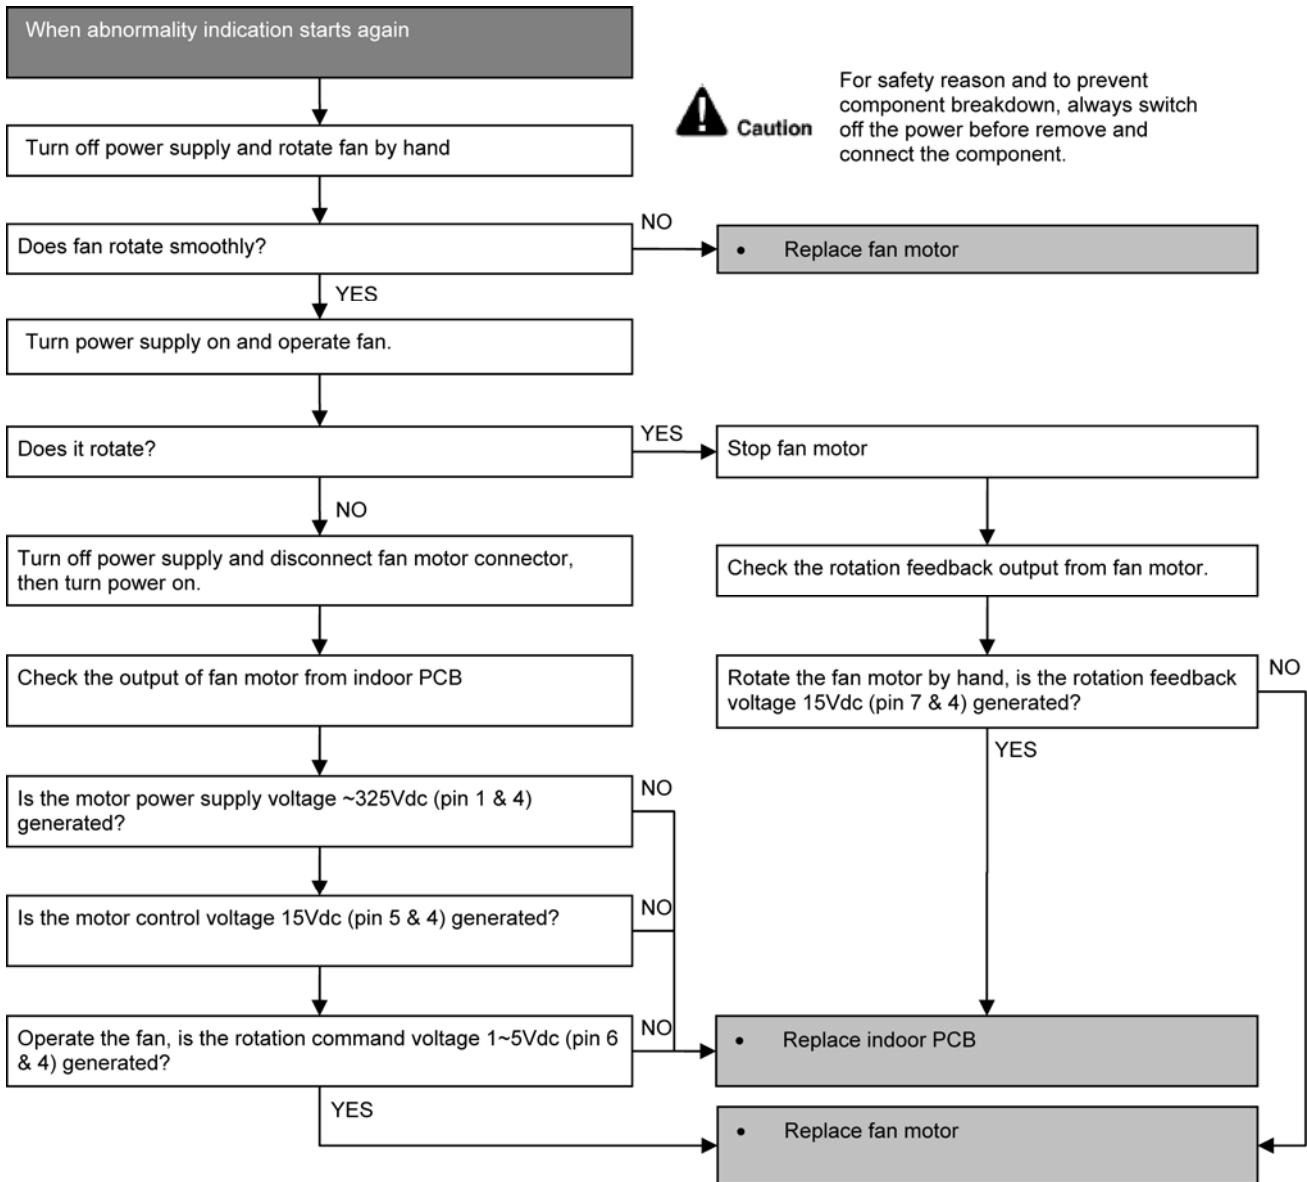 When abnormality indication starts again
Caution
For safety reason and to prevent
component breakdown, always switch
off the power before remove and
connect the component.
Turn off power supply and rotate fan by hand
Does fan rotate smoothly?
NO
• Replace fan motor
YES
Turn power supply on and operate fan.
Does it rotate?
YES
Stop fan motor
NO
Turn off power supply and disconnect fan motor connector,
then turn power on.
Check the rotation feedback output from fan motor.
Check the output of fan motor from indoor PCB
Rotate the fan motor by hand, is the rotation feedback
voltage 15Vdc (pin 7 & 4) generated?
NO
YES
Is the motor power supply voltage ~325Vdc (pin 1 & 4)
generated?
NO
Is the motor control voltage 15Vdc (pin 5 & 4) generated?
NO
Operate the fan, is the rotation command voltage 1~5Vdc (pin 6
& 4) generated?
NO
• Replace indoor PCB
YES
• Replace fan motor